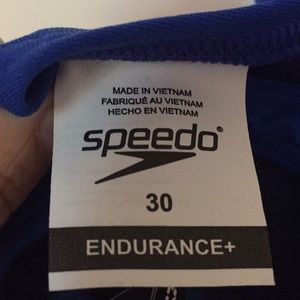 MADE IN VIETNAM
FABRIQUÉ AU VIETNAM
HECHO EN VIETNAM
speedo®
30
ENDURANCE+